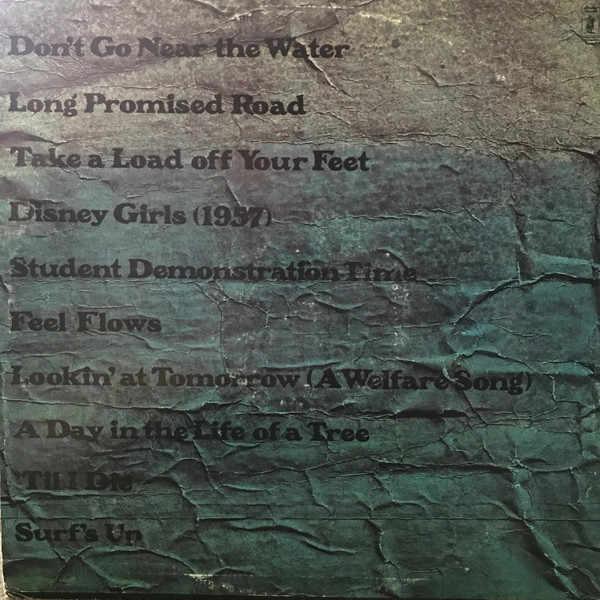 Don't Go Near the Water
Long Promised Road
Take a Load off Your Feet
Disney Girls (1957)
Student Demonstration Time
Feel Flows
Lookin' at Tomorrow (A Welfare Song)
A Day in the Life of a Tree
'Til I Die
Surf's Up